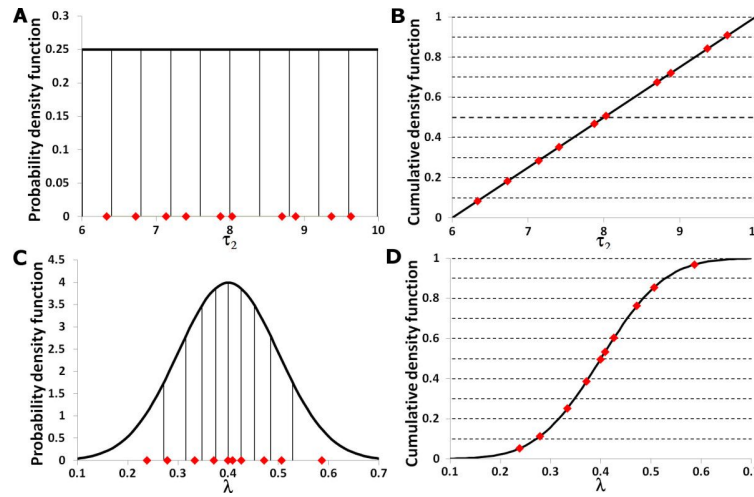 A
Probability density function
0.3
0.25
0.2
0.15
0.1
0.05
0
6 7 8 9 10
τ2
B
Cumulative density function
1
0.8
0.6
0.4
0.2
0
6 7 8 9 10
τ2
C
Probability density function
4.5
4
3.5
3
2.5
2
1.5
1
0.5
0
0.1 0.2 0.3 0.4 0.5 0.6 0.7
λ
D
Cumulative density function
1
0.8
0.6
0.4
0.2
0
0.1 0.2 0.3 0.4 0.5 0.6 0.7
λ